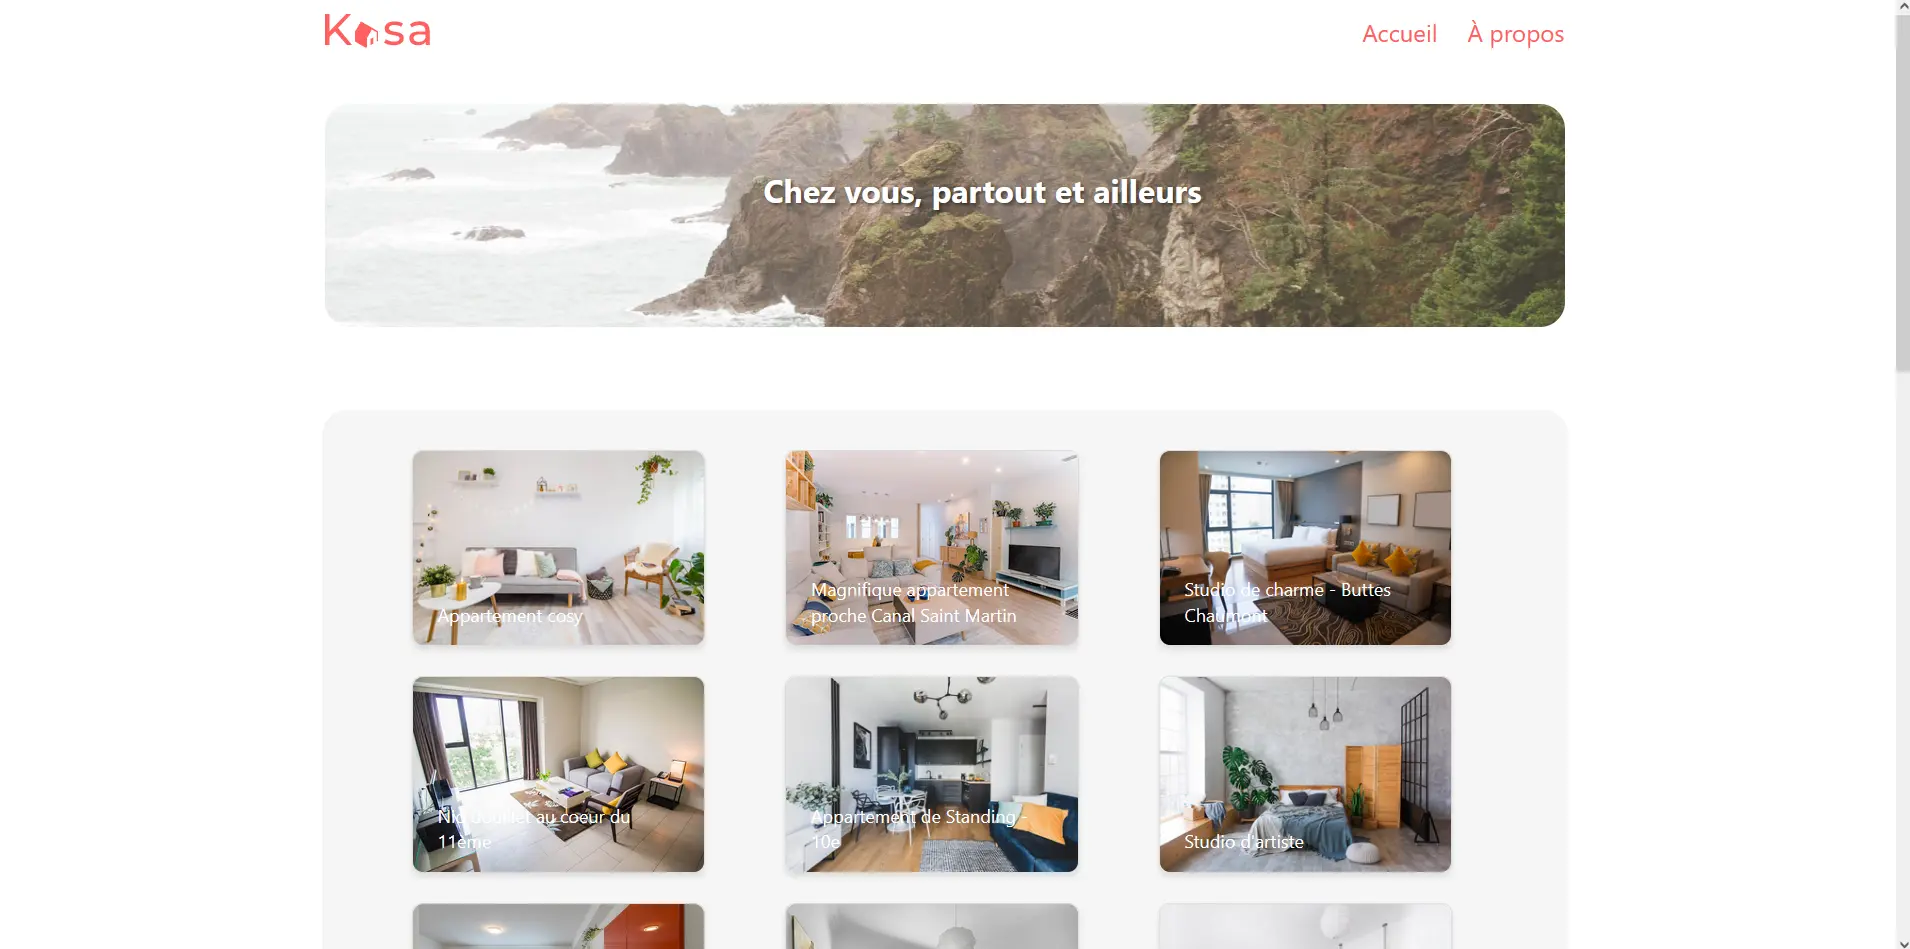 Kasa
Accueil À propos
Chez vous, partout et ailleurs
Appartement cosy
Magnifique appartement
proche Canal Saint Martin
Studio de charme - Buttes
Chaumont
Nid douillet au coeur du
11ème
Appartement de Standing -
10e
Studio d'artiste